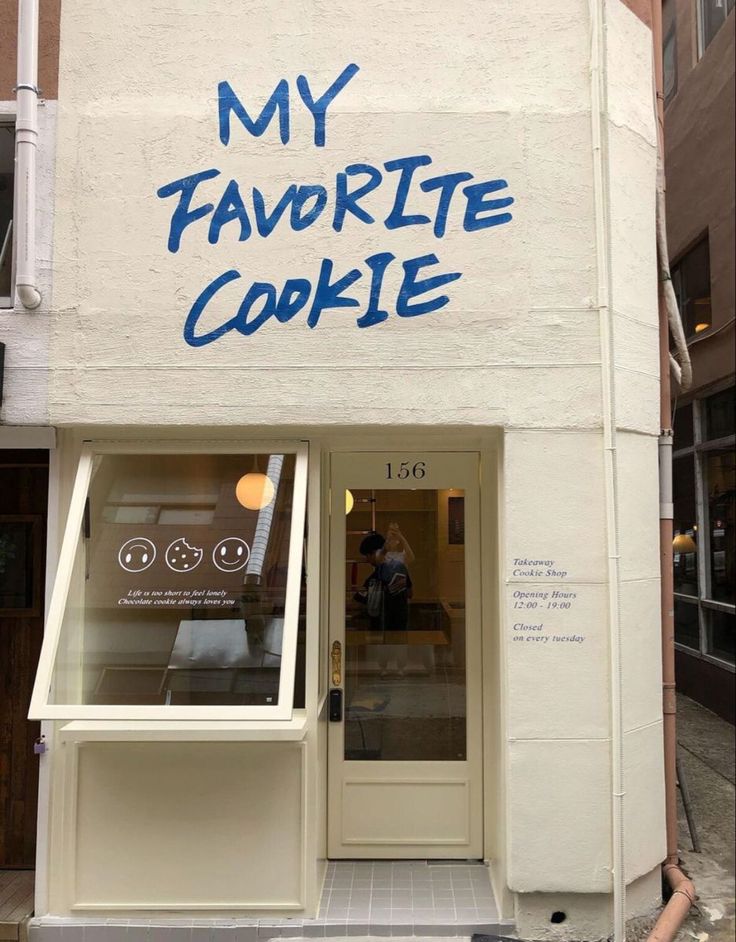 MY
FAVORITE
COOKIE
156
Life is too short to feel lonely
Chocolate cookie always loves you
Takeaway
Cookie Shop
Opening Hours
12:00 - 19:00
Closed
on every tuesday